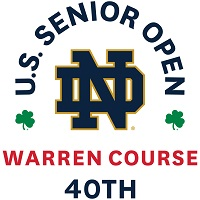 U.S. SENIOR OPEN
ND
WARREN COURSE
40TH